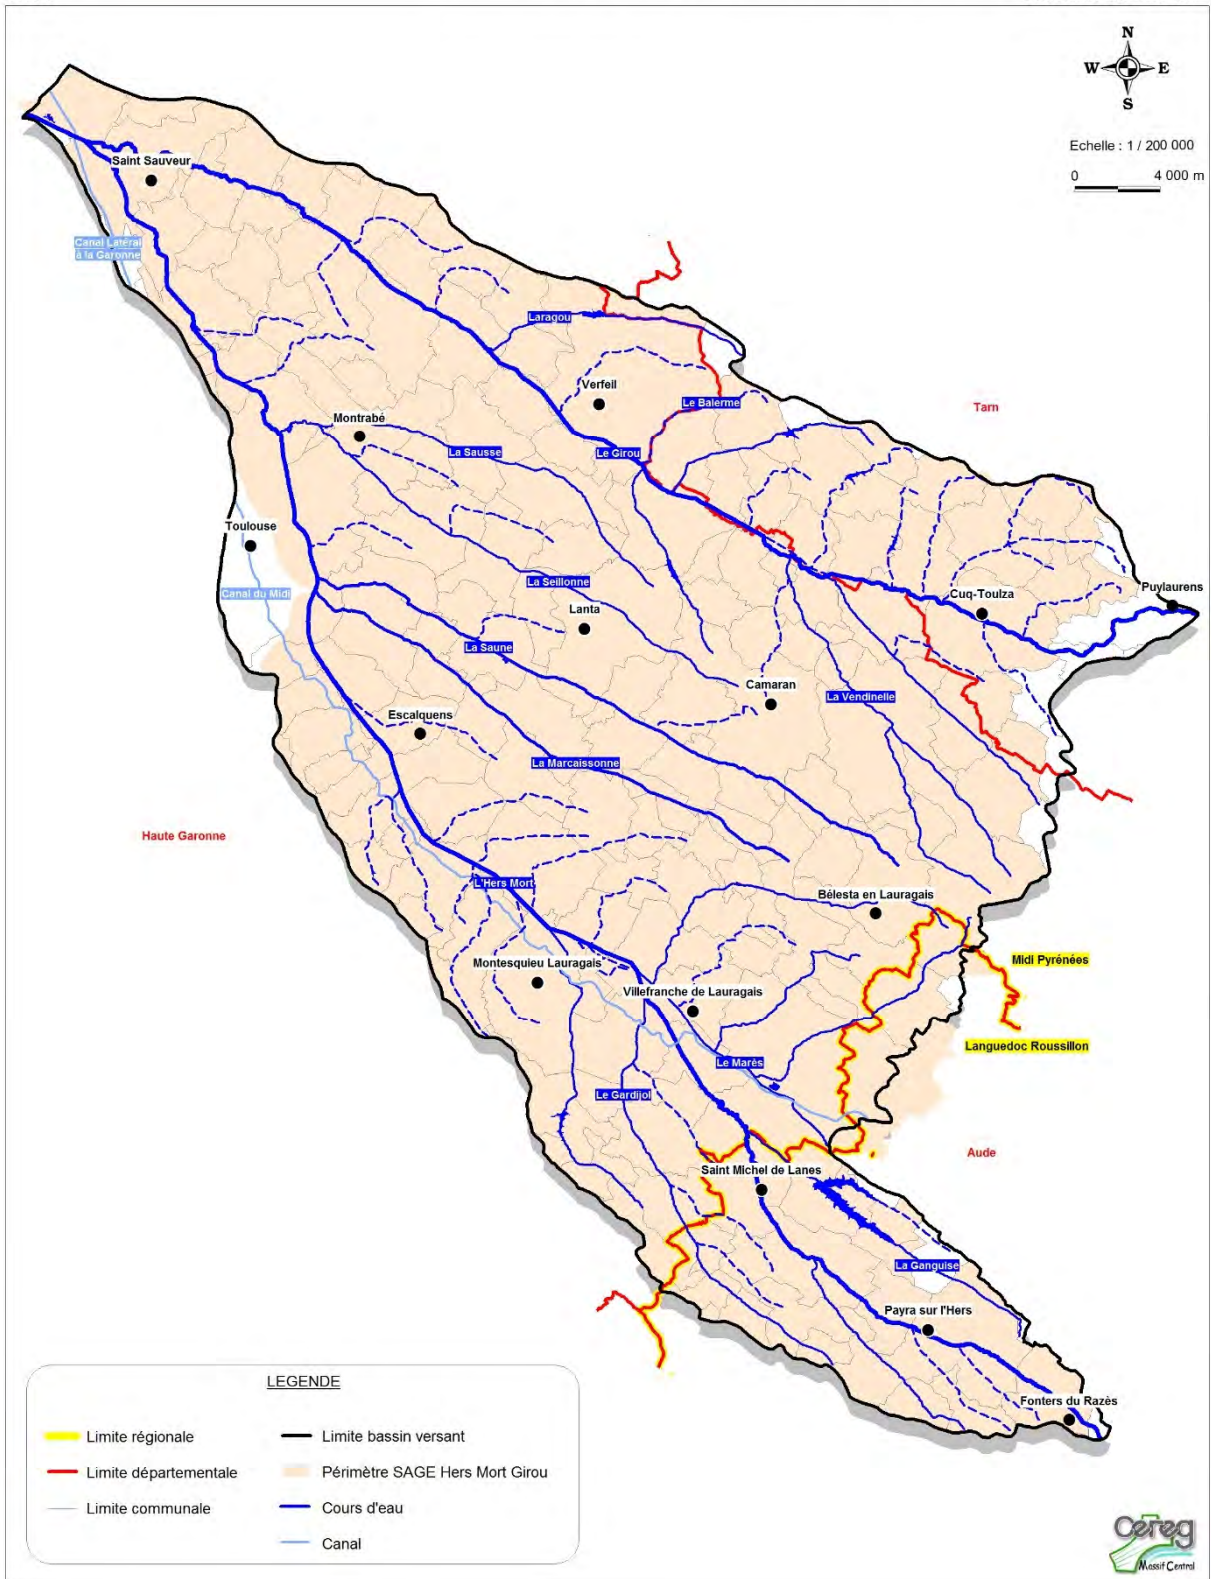 N
W E
S
Echelle : 1 / 200 000
0 4 000 m
Saint Sauveur
Canal Latéral
à la Garonne
Laragou
Verfeil
Le Balerme
Tarn
Montrabé
La Sausse
Le Girou
Toulouse
Canal du Midi
La Seillonne
Lanta
Cuq-Toulza
Puylaurens
La Saune
Camaran
La Vendinelle
Escalquens
La Marcaissonne
Haute Garonne
L'Hers Mort
Bélesta en Lauragais
Midi Pyrénées
Montesquieu Lauragais
Villefranche de Lauragais
Languedoc Roussillon
Le Marès
Le Gardijol
Aude
Saint Michel de Lanes
La Ganguise
Payra sur l'Hers
Fonters du Razès
LEGENDE
Limite régionale
Limite départementale
Limite communale
Limite bassin versant
Périmètre SAGE Hers Mort Girou
Cours d'eau
Canal
Cereg
Massif Central